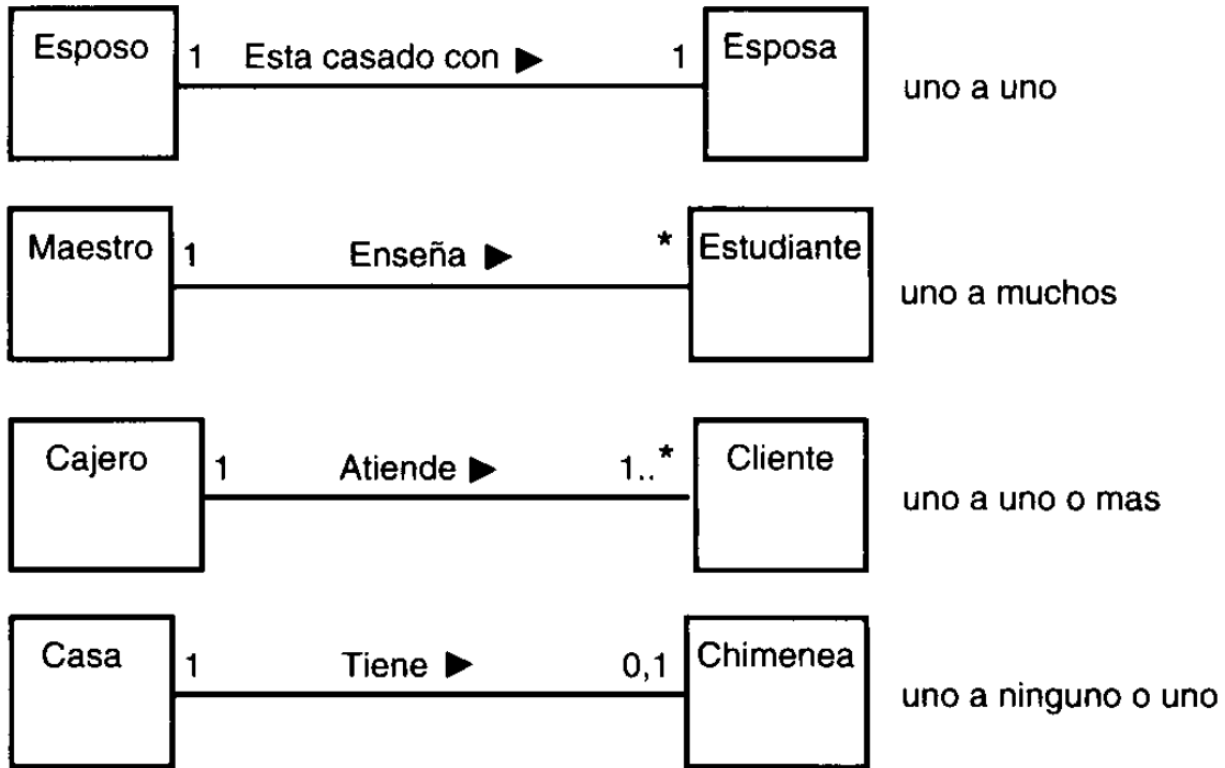 Esposo 1 Esta casado con ► 1 Esposa
uno a uno
Maestro 1 Enseña ► * Estudiante
uno a muchos
Cajero 1 Atiende ► 1..* Cliente
uno a uno o mas
Casa 1 Tiene ► 0,1 Chimenea
uno a ninguno o uno